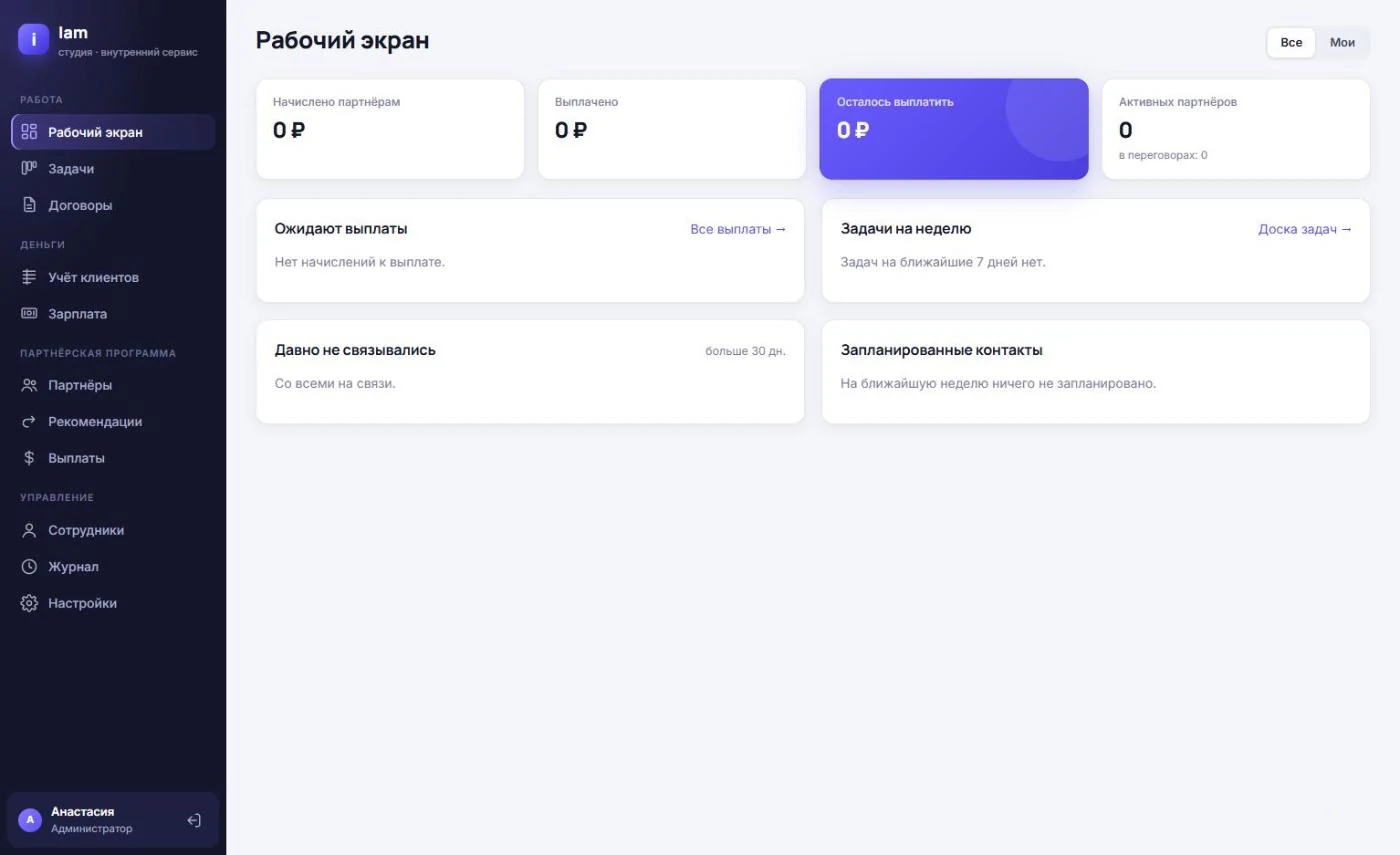 i
Iam
студия · внутренний сервис
РАБОТА
Рабочий экран
Задачи
Договоры
ДЕНЬГИ
Учёт клиентов
Зарплата
ПАРТНЁРСКАЯ ПРОГРАММА
Партнёры
Рекомендации
Выплаты
УПРАВЛЕНИЕ
Сотрудники
Журнал
Настройки
А
Анастасия
Администратор
Рабочий экран
Все Мои
Начислено партнёрам
0 ₽
Выплачено
0 ₽
Осталось выплатить
0 ₽
Активных партнёров
0
в переговорах: 0
Ожидают выплаты
Все выплаты →
Нет начислений к выплате.
Задачи на неделю
Доска задач →
Задач на ближайшие 7 дней нет.
Давно не связывались
больше 30 дн.
Со всеми на связи.
Запланированные контакты
На ближайшую неделю ничего не запланировано.